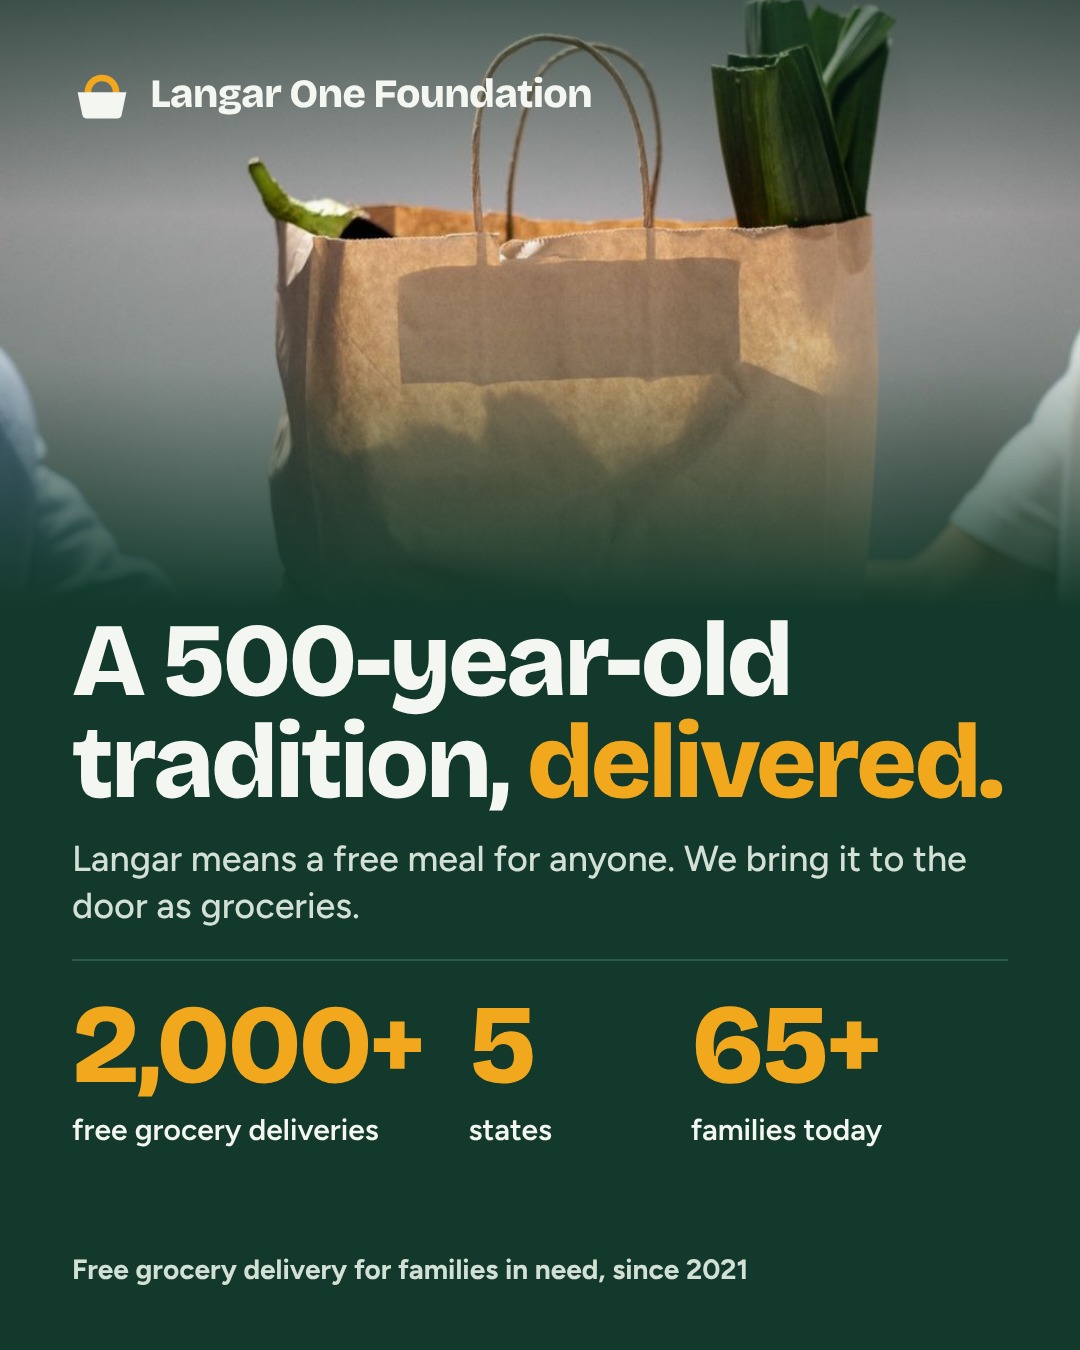 Langar One Foundation
A 500-year-old
tradition, delivered.
Langar means a free meal for anyone. We bring it to the
door as groceries.
2,000+ 5 65+
free grocery deliveries states families today
Free grocery delivery for families in need, since 2021